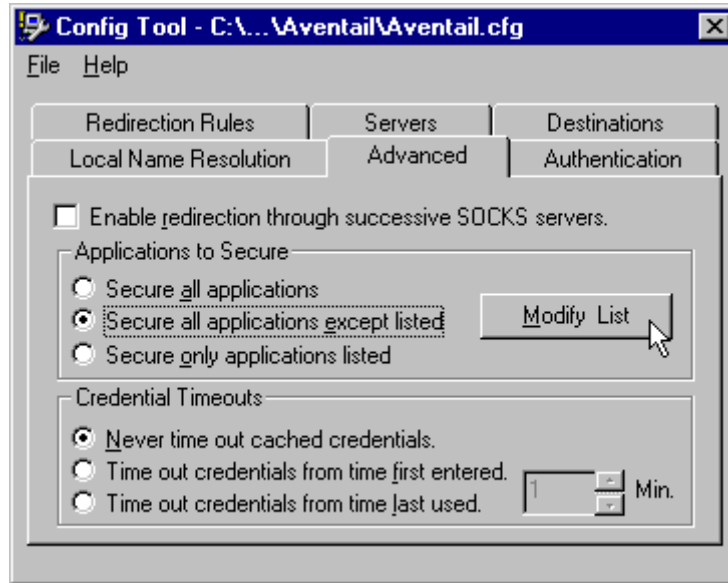 Config Tool - C:\...\Aventail\Aventail.cfg
File Help
Redirection Rules Servers Destinations
Local Name Resolution Advanced Authentication
Enable redirection through successive SOCKS servers.
Applications to Secure
Secure all applications
Secure all applications except listed
Modify List
Secure only applications listed
Credential Timeouts
Never time out cached credentials.
Time out credentials from time first entered.
1 Min.
Time out credentials from time last used.